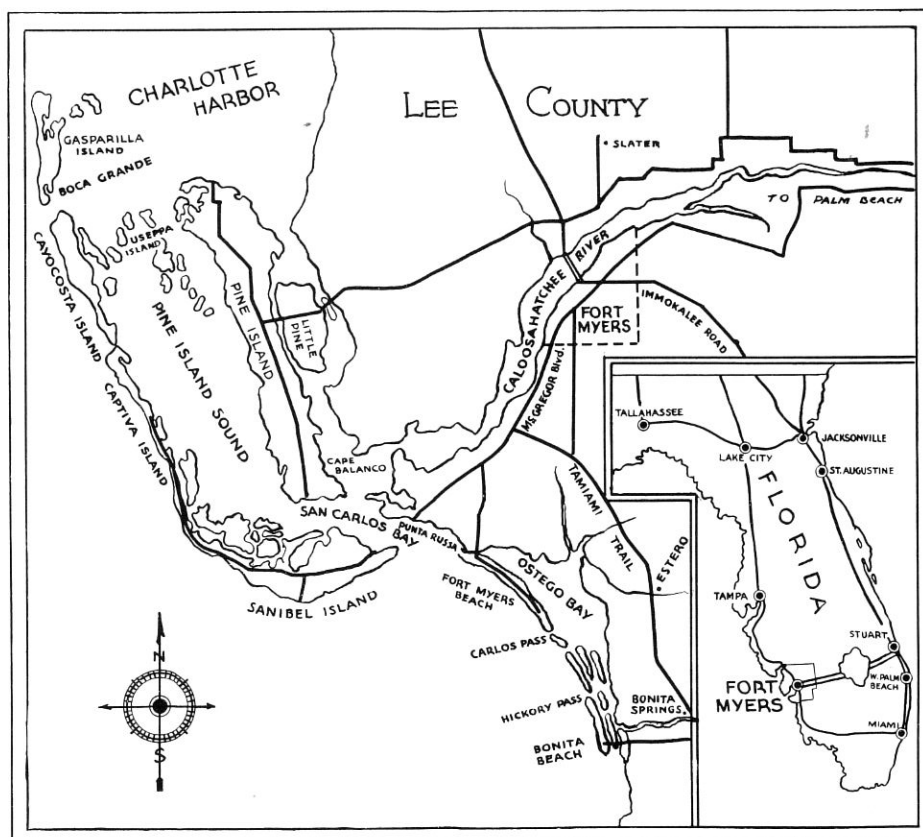 CHARLOTTE
HARBOR
LEE COUNTY
GASPARILLA
ISLAND
BOCA GRANDE
SLATER
TO PALM BEACH
USEPPA
ISLAND
CAYOCOSTA ISLAND
PINE ISLAND SOUND
PINE ISLAND
LITTLE
PINE
CALOOSAHATCHEE RIVER
FORT
MYERS
IMMOKALEE ROAD
McGREGOR Blvd.
CAPTIVA ISLAND
CAPE
BALANCO
TAMIAMI TRAIL
SAN CARLOS
BAY
PUNTA RUSSA
OSTEGO BAY
ESTERO
FORT MYERS
BEACH
SANIBEL ISLAND
CARLOS PASS
HICKORY PASS
BONITA
SPRINGS
BONITA
BEACH
N
S
TALLAHASSEE
JACKSONVILLE
LAKE CITY
ST. AUGUSTINE
FLORIDA
TAMPA
STUART
FORT
MYERS
W. PALM
BEACH
MIAMI